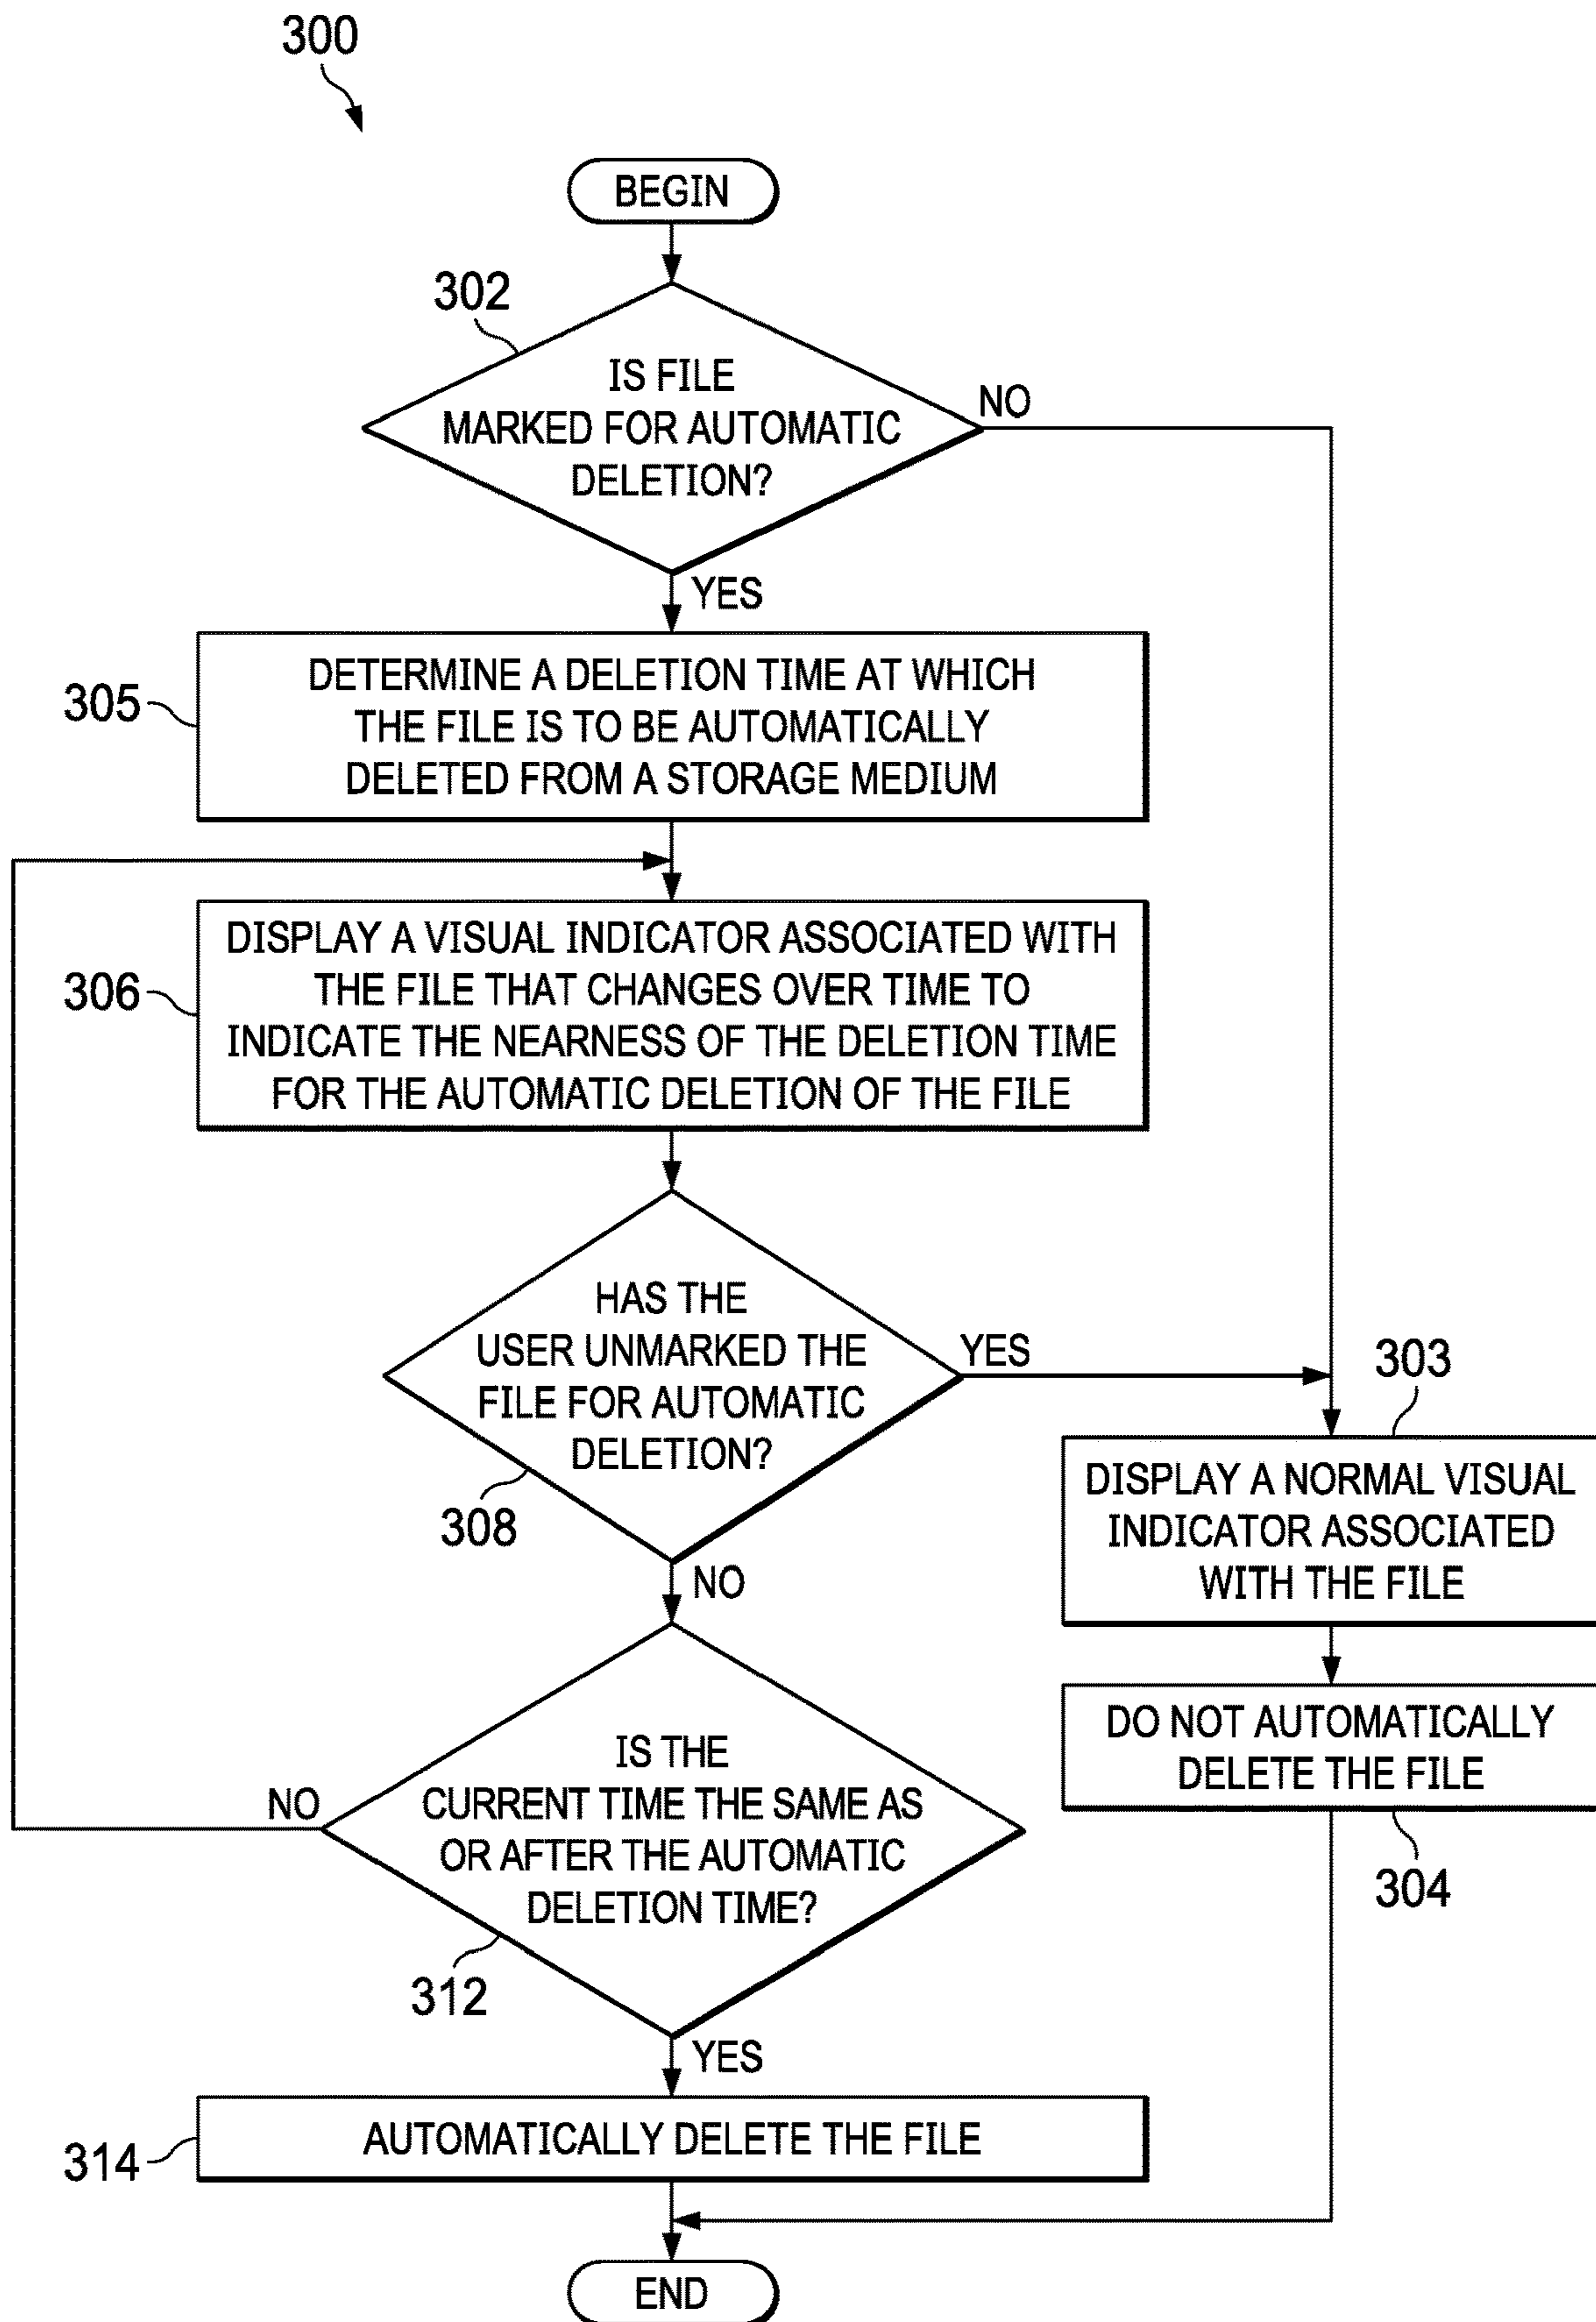 300
BEGIN
302
IS FILE
MARKED FOR AUTOMATIC
DELETION?
NO
YES
305
DETERMINE A DELETION TIME AT WHICH
THE FILE IS TO BE AUTOMATICALLY
DELETED FROM A STORAGE MEDIUM
306
DISPLAY A VISUAL INDICATOR ASSOCIATED WITH
THE FILE THAT CHANGES OVER TIME TO
INDICATE THE NEARNESS OF THE DELETION TIME
FOR THE AUTOMATIC DELETION OF THE FILE
HAS THE
USER UNMARKED THE
FILE FOR AUTOMATIC
DELETION?
YES
308
NO
303
DISPLAY A NORMAL VISUAL
INDICATOR ASSOCIATED
WITH THE FILE
DO NOT AUTOMATICALLY
DELETE THE FILE
304
IS THE
CURRENT TIME THE SAME AS
OR AFTER THE AUTOMATIC
DELETION TIME?
NO
312
YES
314
AUTOMATICALLY DELETE THE FILE
END